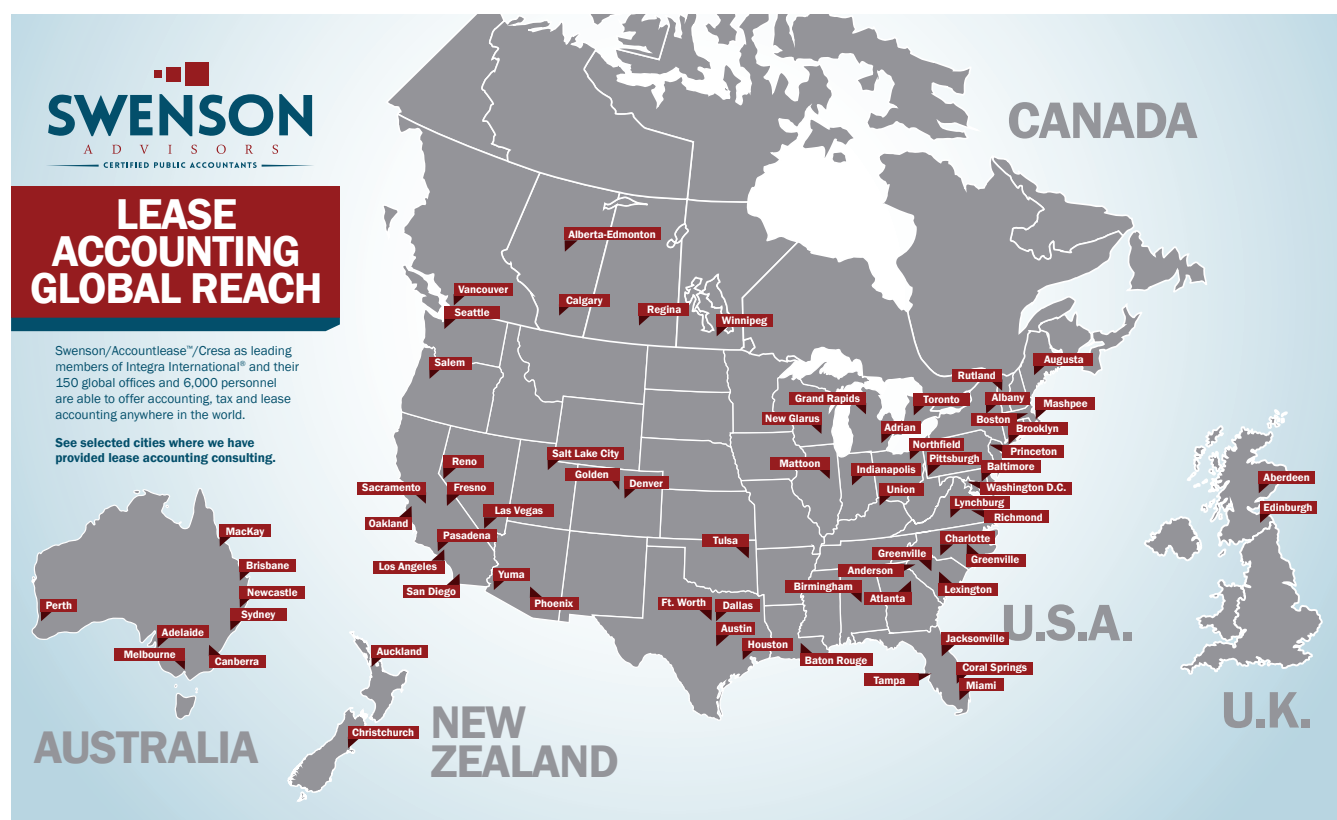 SWENSON
ADVISORS
CERTIFIED PUBLIC ACCOUNTANTS
LEASE
ACCOUNTING
GLOBAL REACH
Swenson/Accountlease™/Cresa as leading
members of Integra International® and their
150 global offices and 6,000 personnel
are able to offer accounting, tax and lease
accounting anywhere in the world.
See selected cities where we have
provided lease accounting consulting.
CANADA
Alberta-Edmonton
Vancouver
Calgary
Seattle
Regina
Winnipeg
Salem
Augusta
Rutland
Grand Rapids
Toronto
Albany
Mashpee
New Glarus
Adrian
Boston
Brooklyn
Northfield
Princeton
Reno
Salt Lake City
Mattoon
Indianapolis
Pittsburgh
Baltimore
Golden
Denver
Sacramento
Fresno
Union
Washington D.C.
Lynchburg
Las Vegas
Richmond
Oakland
Pasadena
Tulsa
Charlotte
Greenville
Greenville
Los Angeles
Anderson
Yuma
San Diego
Birmingham
Atlanta
Lexington
Phoenix
Ft. Worth
Dallas
Austin
Houston
Baton Rouge
Jacksonville
Coral Springs
Tampa
Miami
U.S.A.
Aberdeen
Edinburgh
U.K.
MacKay
Brisbane
Newcastle
Perth
Sydney
Adelaide
Melbourne
Canberra
AUSTRALIA
Auckland
Christchurch
NEW
ZEALAND